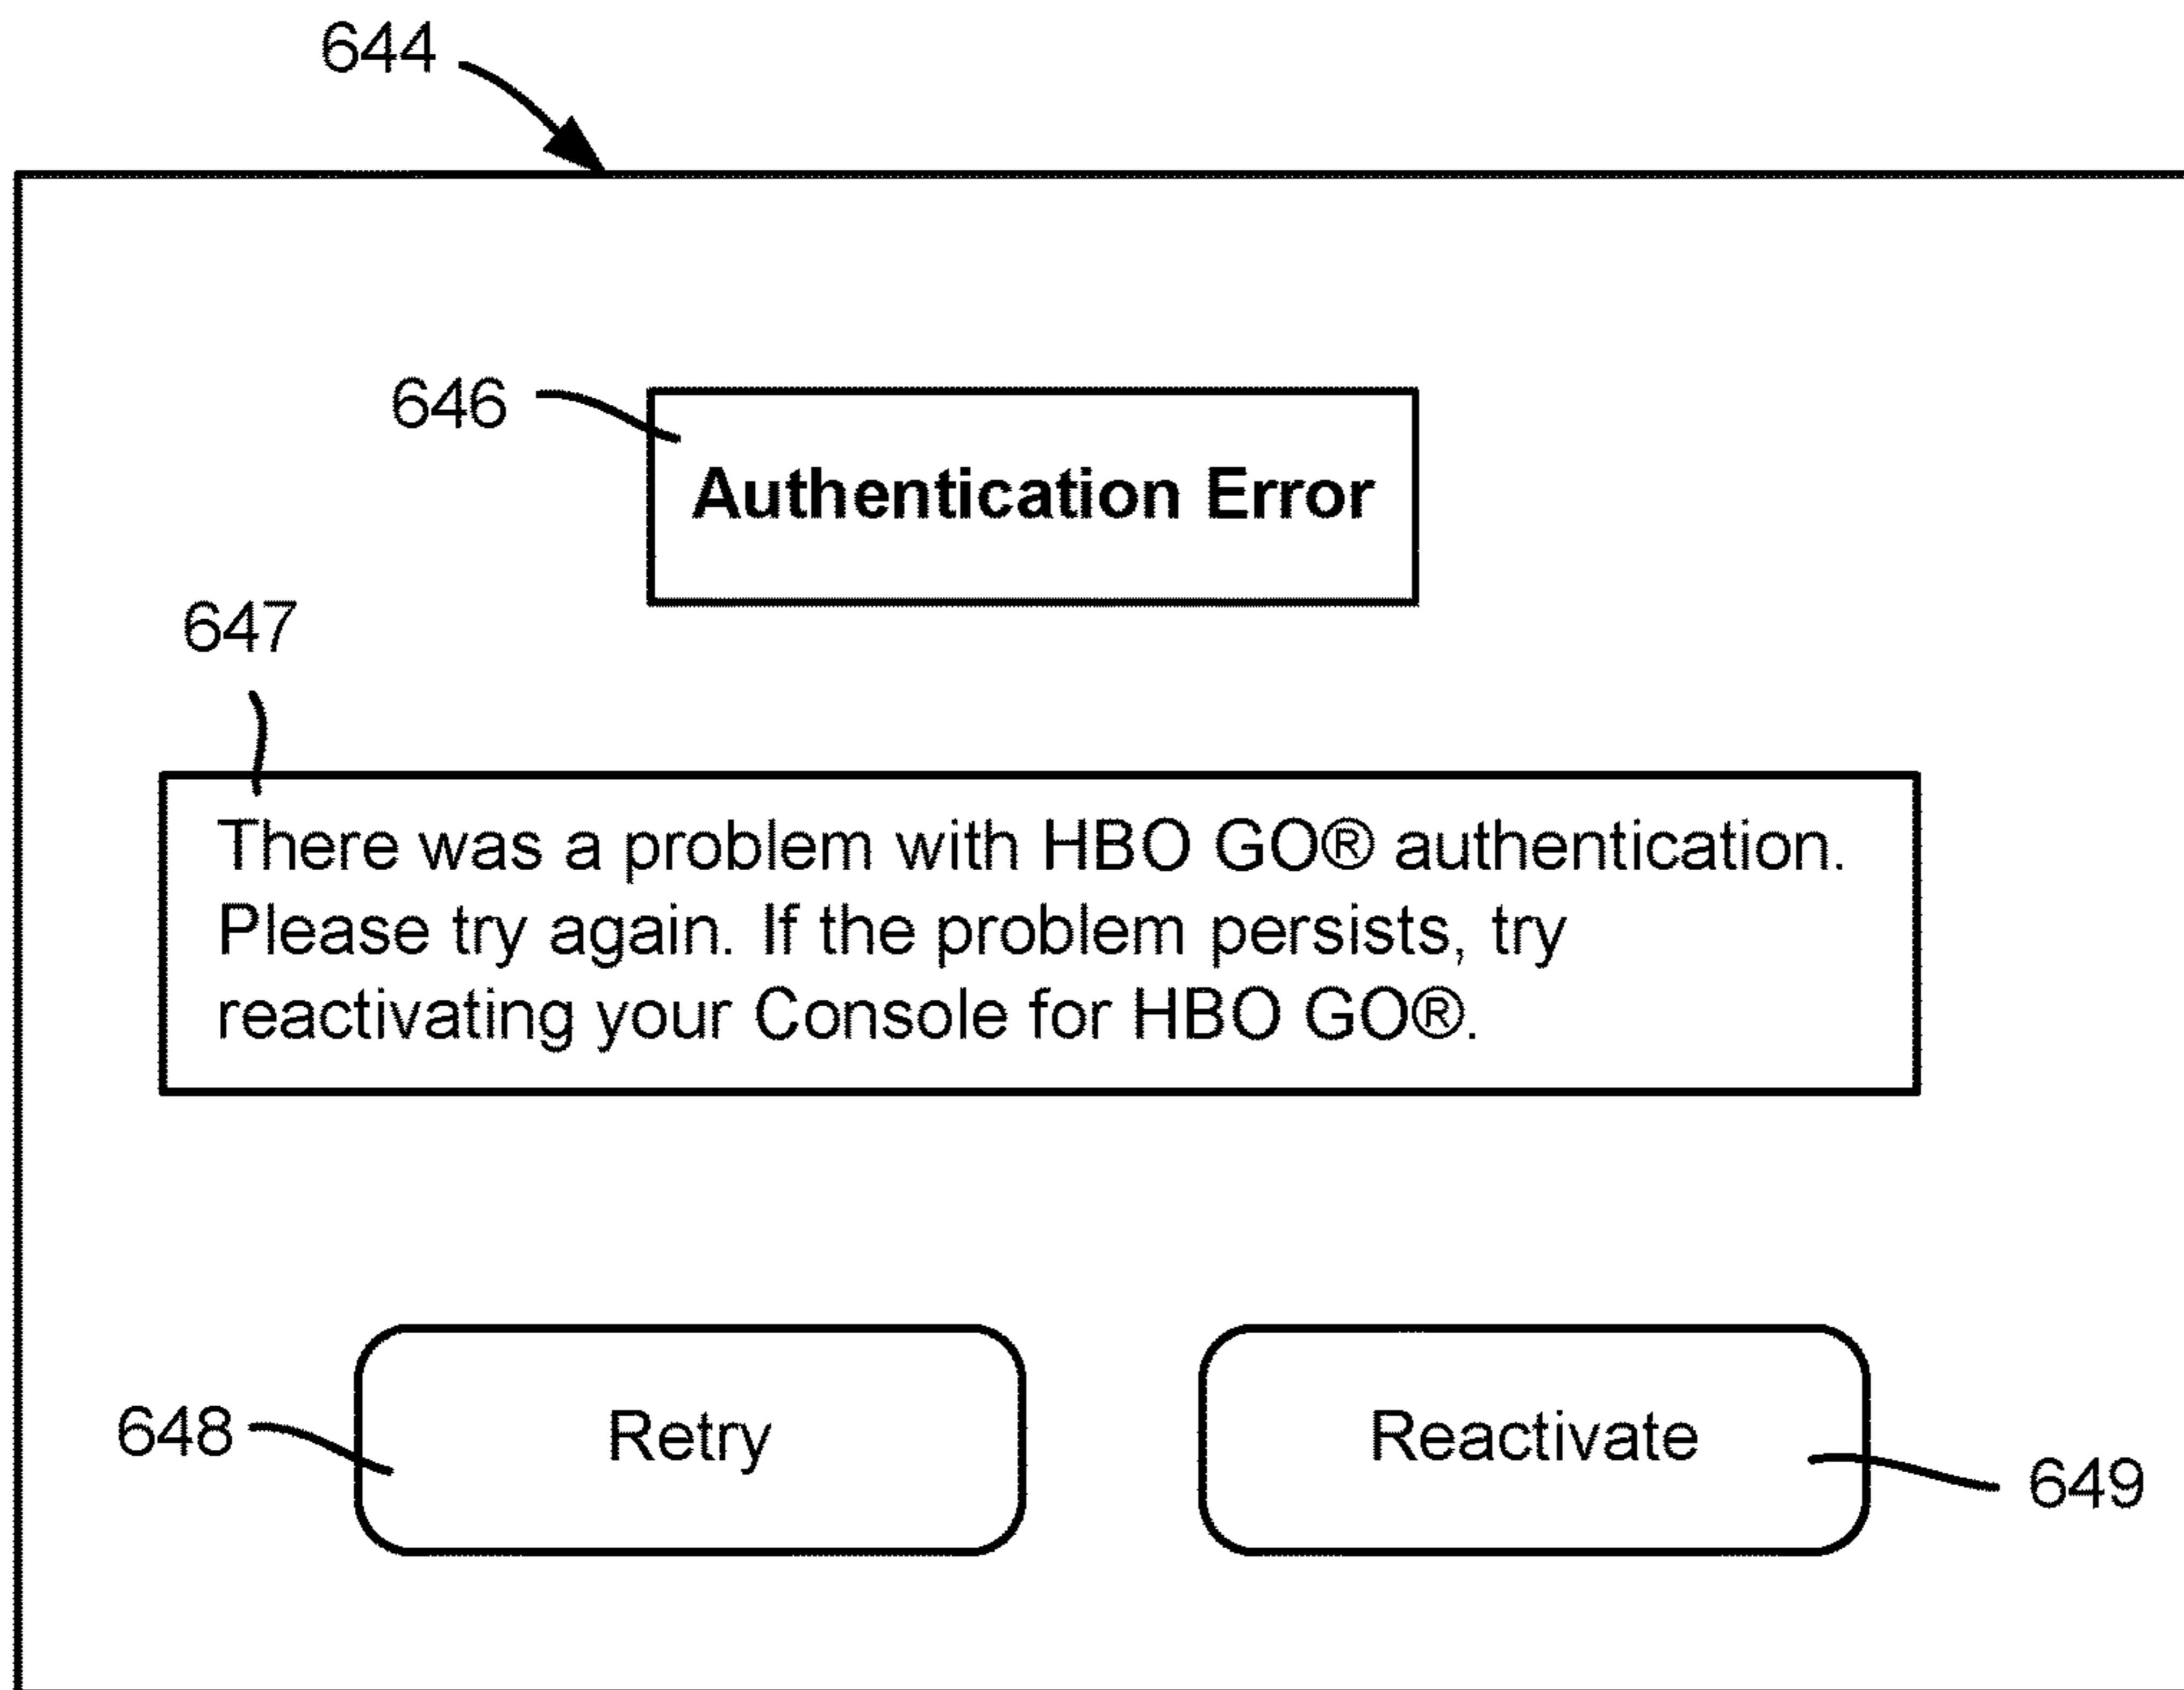 644
646
Authentication Error
647
There was a problem with HBO GO® authentication.
Please try again. If the problem persists, try
reactivating your Console for HBO GO®.
648
Retry
Reactivate
649